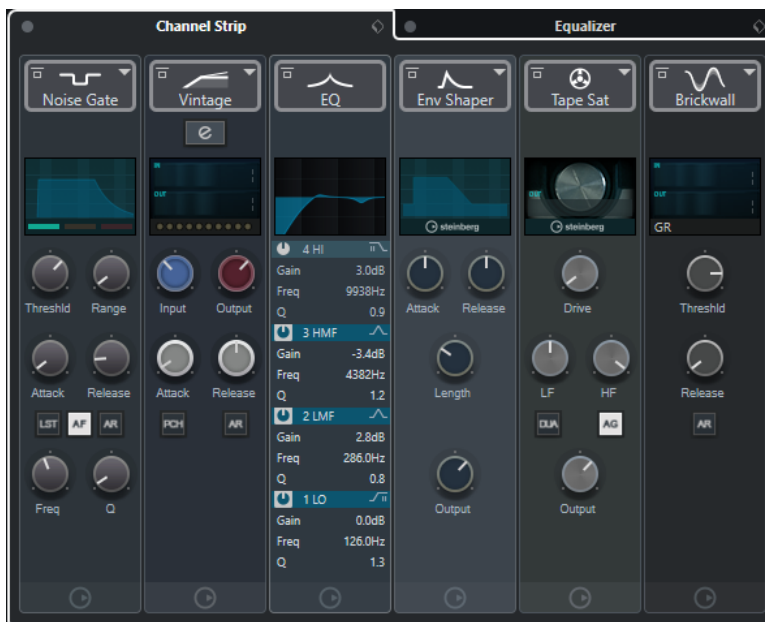 Channel Strip
Equalizer
Noise Gate
Vintage
EQ
Env Shaper
Tape Sat
Brickwall
e
IN
OUT
steinberg
OUT
steinberg
IN
OUT
GR
Threshld
Range
Attack
Release
LST
AF
AR
Freq
Q
Input
Output
Attack
Release
PCH
AR
4 HI
Gain 3.0dB
Freq 9938Hz
Q 0.9
3 HMF
Gain -3.4dB
Freq 4382Hz
Q 1.2
2 LMF
Gain 2.8dB
Freq 286.0Hz
Q 0.8
1 LO
Gain 0.0dB
Freq 126.0Hz
Q 1.3
Attack
Release
Length
Output
Drive
LF
HF
DUA
AG
Output
Threshld
Release
AR